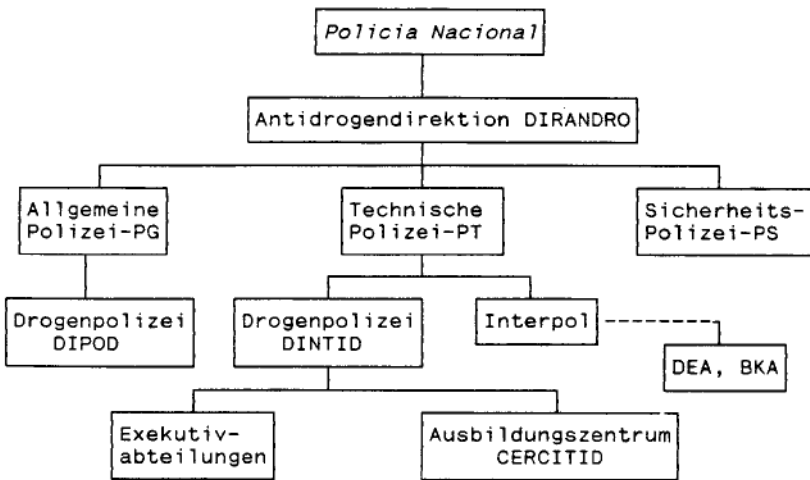 Policia Nacional
Antidrogendirektion DIRANDRO
Allgemeine
Polizei-PG
Technische
Polizei-PT
Sicherheits-
Polizei-PS
Drogenpolizei
DIPOD
Drogenpolizei
DINTID
Interpol
DEA, BKA
Exekutiv-
abteilungen
Ausbildungszentrum
CERCITID